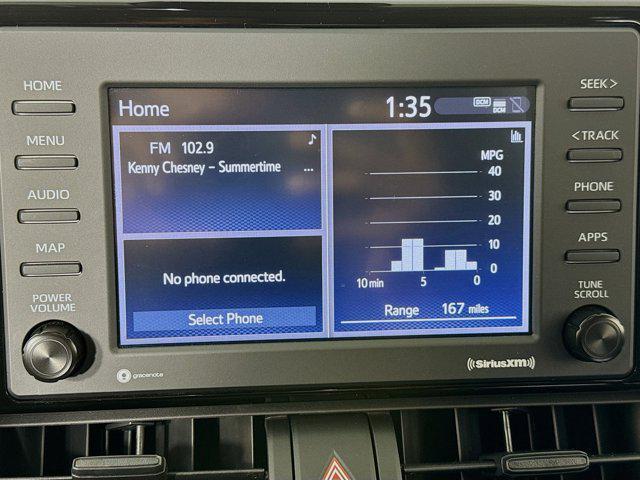 HOME
MENU
AUDIO
MAP
POWER
VOLUME
Home
1:35
DCM
DCM
FM 102.9
Kenny Chesney – Summertime ...
No phone connected.
Select Phone
MPG
40
30
20
10
0
10 min 5 0
Range 167 miles
SEEK >
< TRACK
PHONE
APPS
TUNE
SCROLL
gracenote
((SiriusXM))